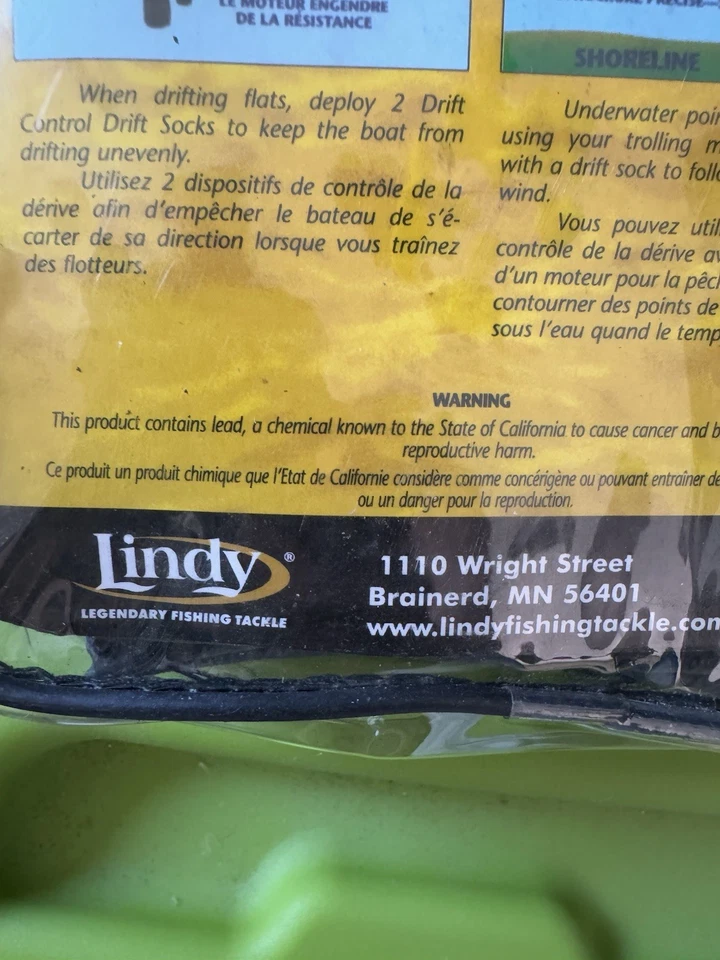 LE MOTEUR ENGENDRE
DE LA RÉSISTANCE
SHORELINE
When drifting flats, deploy 2 Drift
Control Drift Socks to keep the boat from
drifting unevenly.
Utilisez 2 dispositifs de contrôle de la
dérive afin d'empêcher le bateau de s'é-
carter de sa direction lorsque vous traînez
des flotteurs.
Underwater poin
using your trolling m
with a drift sock to follo
wind.
Vous pouvez util
contrôle de la dérive av
d'un moteur pour la pêch
contourner des points de
sous l'eau quand le temp
WARNING
This product contains lead, a chemical known to the State of California to cause cancer and b
reproductive harm.
Ce produit un produit chimique que l'Etat de Californie considère comme concérigène ou pouvant entraîner de
ou un danger pour la reproduction.
Lindy®
LEGENDARY FISHING TACKLE
1110 Wright Street
Brainerd, MN 56401
www.lindyfishingtackle.com